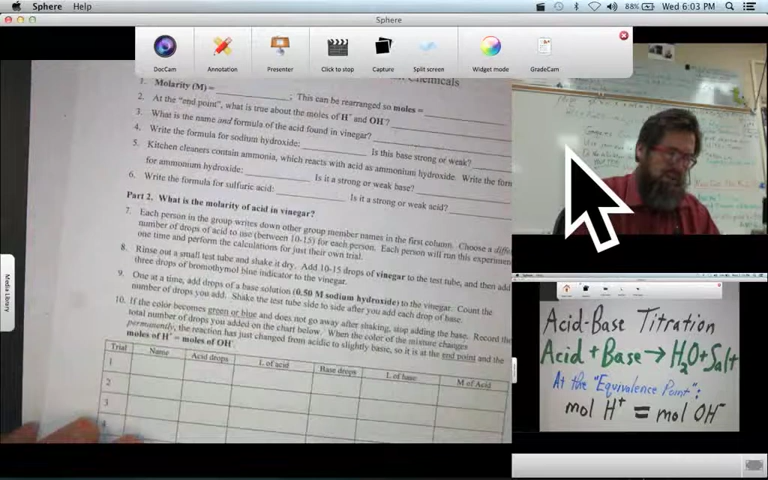 Sphere Help
88%
Wed 6:03 PM
Sphere
DocCam
Annotation
Presenter
Click to stop
Capture
Split screen
Widget mode
GradeCam
Chemicals
1. Molarity (M) = ; This can be rearranged so moles =
2. At the "end point", what is true about the moles of H+ and OH-?
3. What is the name and formula of the acid found in vinegar?
4. Write the formula for sodium hydroxide: Is this base strong or weak?
5. Kitchen cleaners contain ammonia, which reacts with acid as ammonium hydroxide. Write the form
for ammonium hydroxide: Is it a strong or weak base?
6. Write the formula for sulfuric acid: Is it a strong or weak acid?
Part 2. What is the molarity of acid in vinegar?
7. Each person in the group writes down other group member names in the first column. Choose a diffe
number of drops of acid to use (between 10-15) for each person. Each person will run this experiment
one time and perform the calculations for just their own trial.
8. Rinse out a small test tube and shake it dry. Add 10-15 drops of vinegar to the test tube, and then add
three drops of bromothymol blue indicator to the vinegar.
9. One at a time, add drops of a base solution (0.50 M sodium hydroxide) to the vinegar. Count the
number of drops you add. Shake the test tube side to side after you add each drop of base.
10. If the color becomes green or blue and does not go away after shaking, stop adding the base. Record the
total number of drops you added on the chart below. When the color of the mixture changes
permanently, the reaction has just changed from acidic to slightly basic, so it is at the end point and the
moles of H+ = moles of OH-.
Trial Name Acid drops L of acid Base drops L of base M of Acid
1
2
3
4
Media Library
Acid-Base Titration
Acid + Base → H2O + Salt
At the "Equivalence Point":
mol H+ = mol OH-